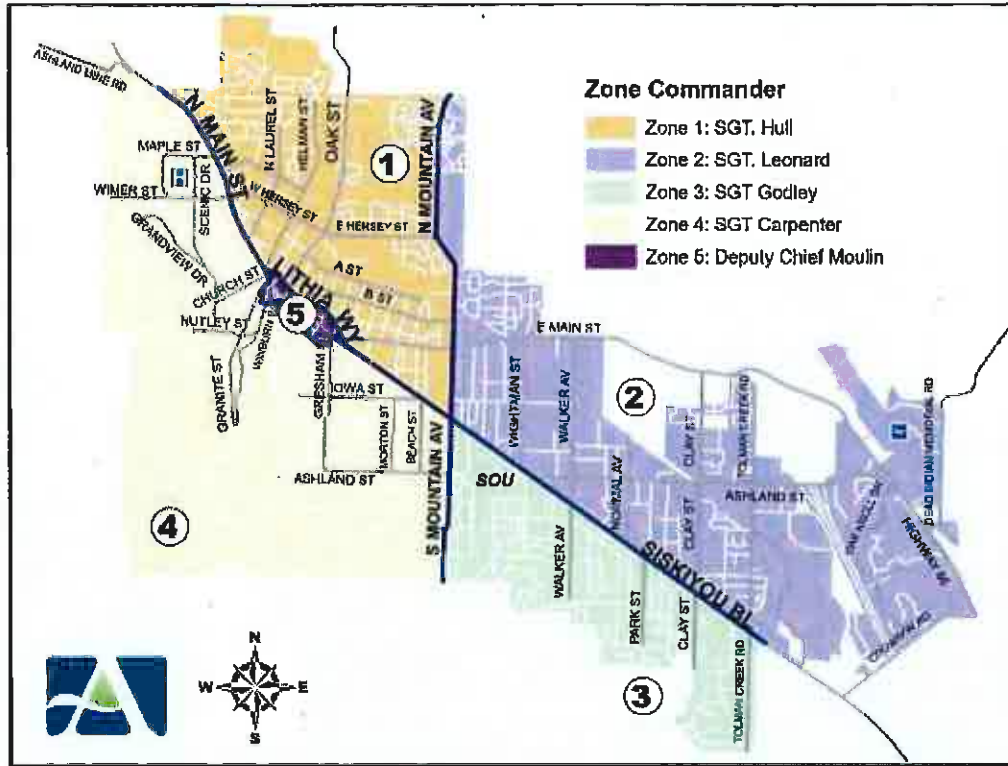 Zone Commander
Zone 1: SGT. Hull
Zone 2: SGT. Leonard
Zone 3: SGT Godley
Zone 4: SGT Carpenter
Zone 5: Deputy Chief Moulin
ASHLAND MINE RD
N MAIN ST
N LAUREL ST
HELMAN ST
OAK ST
1
N MOUNTAIN AV
MAPLE ST
WIMER ST
SCENIC DR
W HERSEY ST
E HERSEY ST
GRANDVIEW DR
CHURCH ST
LITHIA WY
A ST
B ST
5
NUTLEY ST
WINBURN
GRANITE ST
GRESHAM
IOWA ST
MORTON ST
BEACH ST
ASHLAND ST
S MOUNTAIN AV
4
E MAIN ST
WIGHTMAN ST
WALKER AV
2
CLAY ST
TOLMAN CREEK RD
SOU
NORMAL AV
CLAY ST
ASHLAND ST
DEAD INDIAN MEMORIAL RD
HIGHWAY 66
SISKIYOU BL
WALKER AV
PARK ST
CLAY ST
TOLMAN CREEK RD
3
N
W
E
S